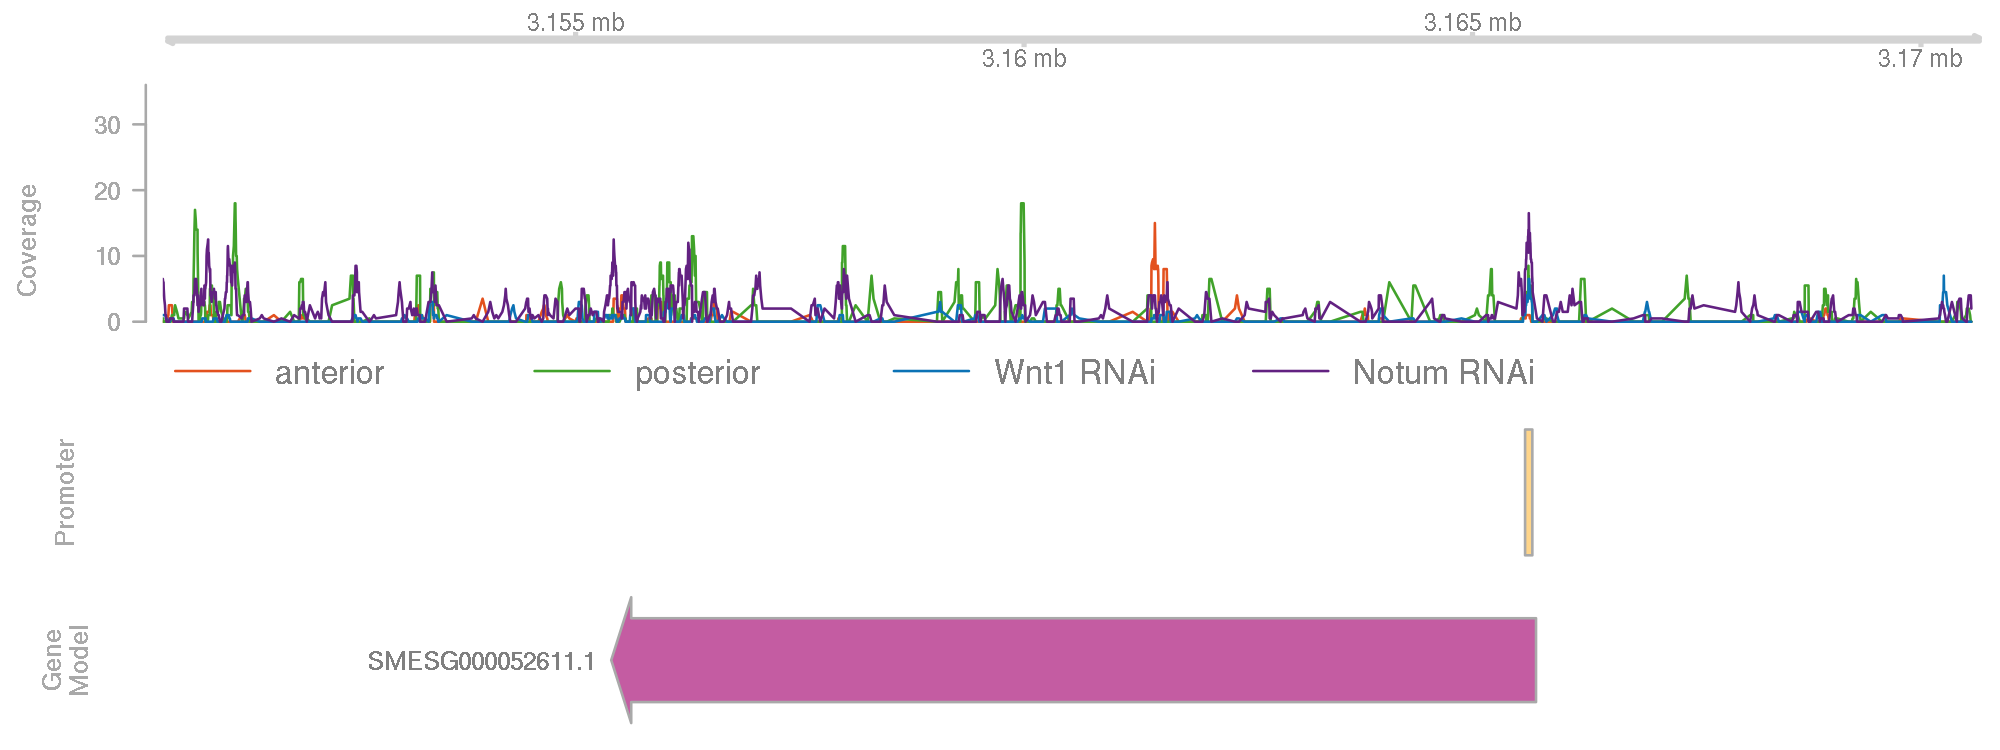 3.155 mb
3.165 mb
3.16 mb
3.17 mb
Coverage
30
20
10
0
anterior
posterior
Wnt1 RNAi
Notum RNAi
Promoter
Gene
Model
SMESG000052611.1